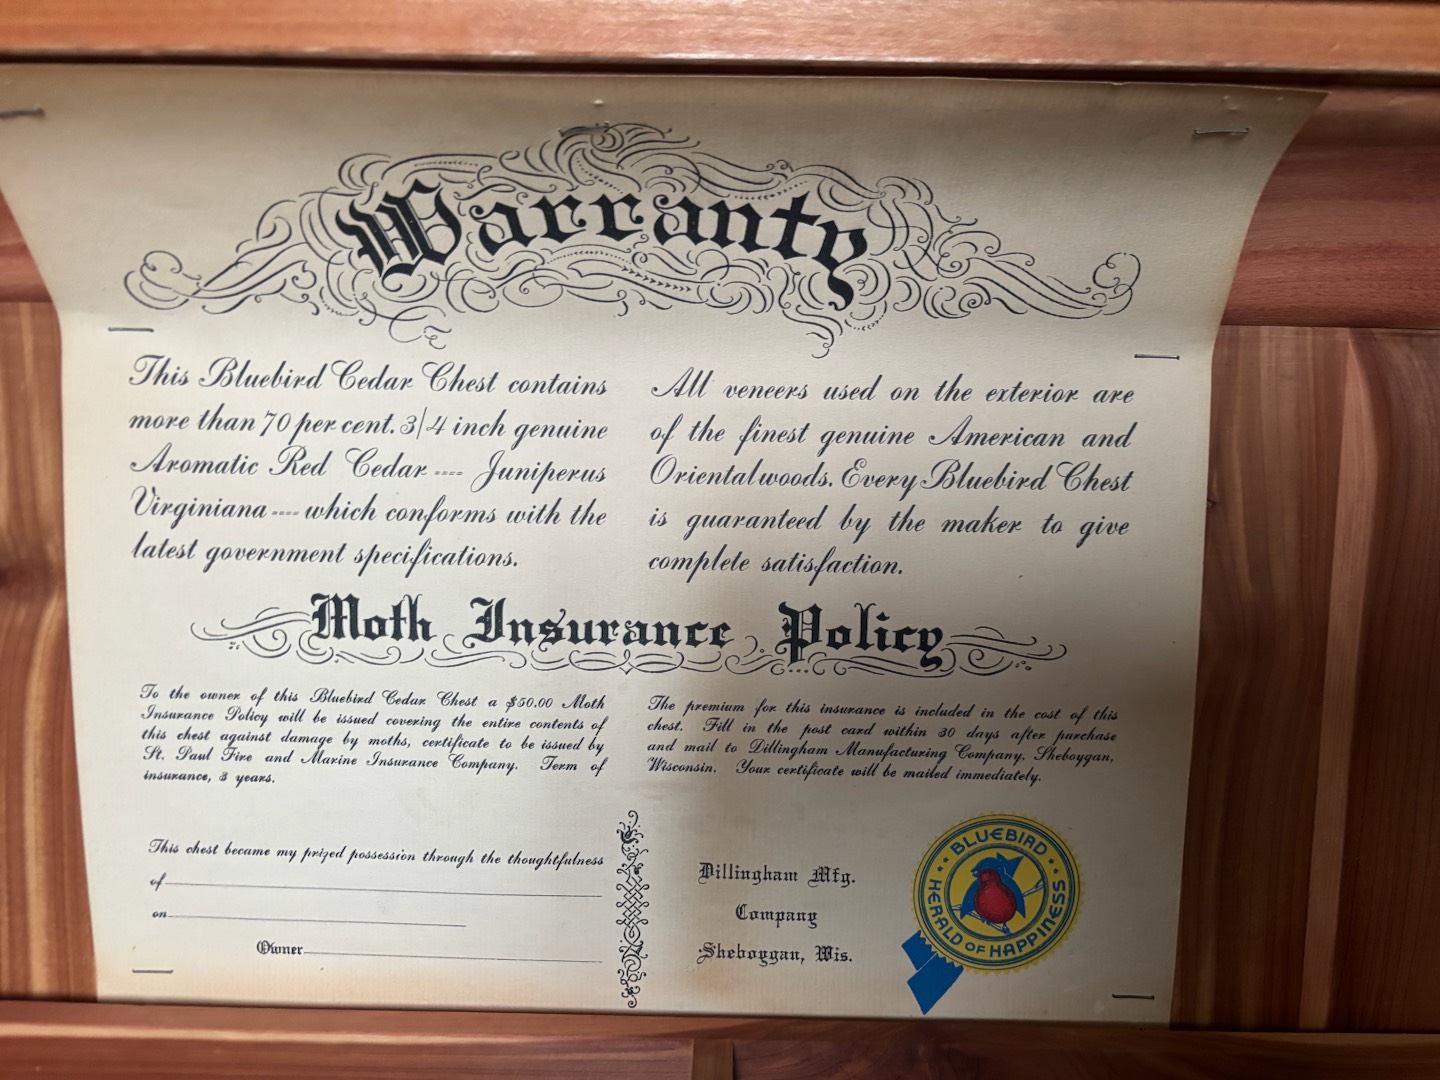 Warranty
This Bluebird Cedar Chest contains
more than 70 per cent. 3/4 inch genuine
Aromatic Red Cedar ---- Juniperus
Virginiana ---- which conforms with the
latest government specifications.
All veneers used on the exterior are
of the finest genuine American and
Oriental woods. Every Bluebird Chest
is guaranteed by the maker to give
complete satisfaction.
Moth Insurance Policy
To the owner of this Bluebird Cedar Chest a $50.00 Moth
Insurance Policy will be issued covering the entire contents of
this chest against damage by moths, certificate to be issued by
St. Paul Fire and Marine Insurance Company. Term of
insurance, 3 years.
The premium for this insurance is included in the cost of this
chest. Fill in the post card within 30 days after purchase
and mail to Dillingham Manufacturing Company, Sheboygan,
Wisconsin. Your certificate will be mailed immediately.
This chest became my prized possession through the thoughtfulness
of
on
Owner
Dillingham Mfg.
Company
Sheboygan, Wis.
BLUEBIRD
HERALD OF HAPPINESS